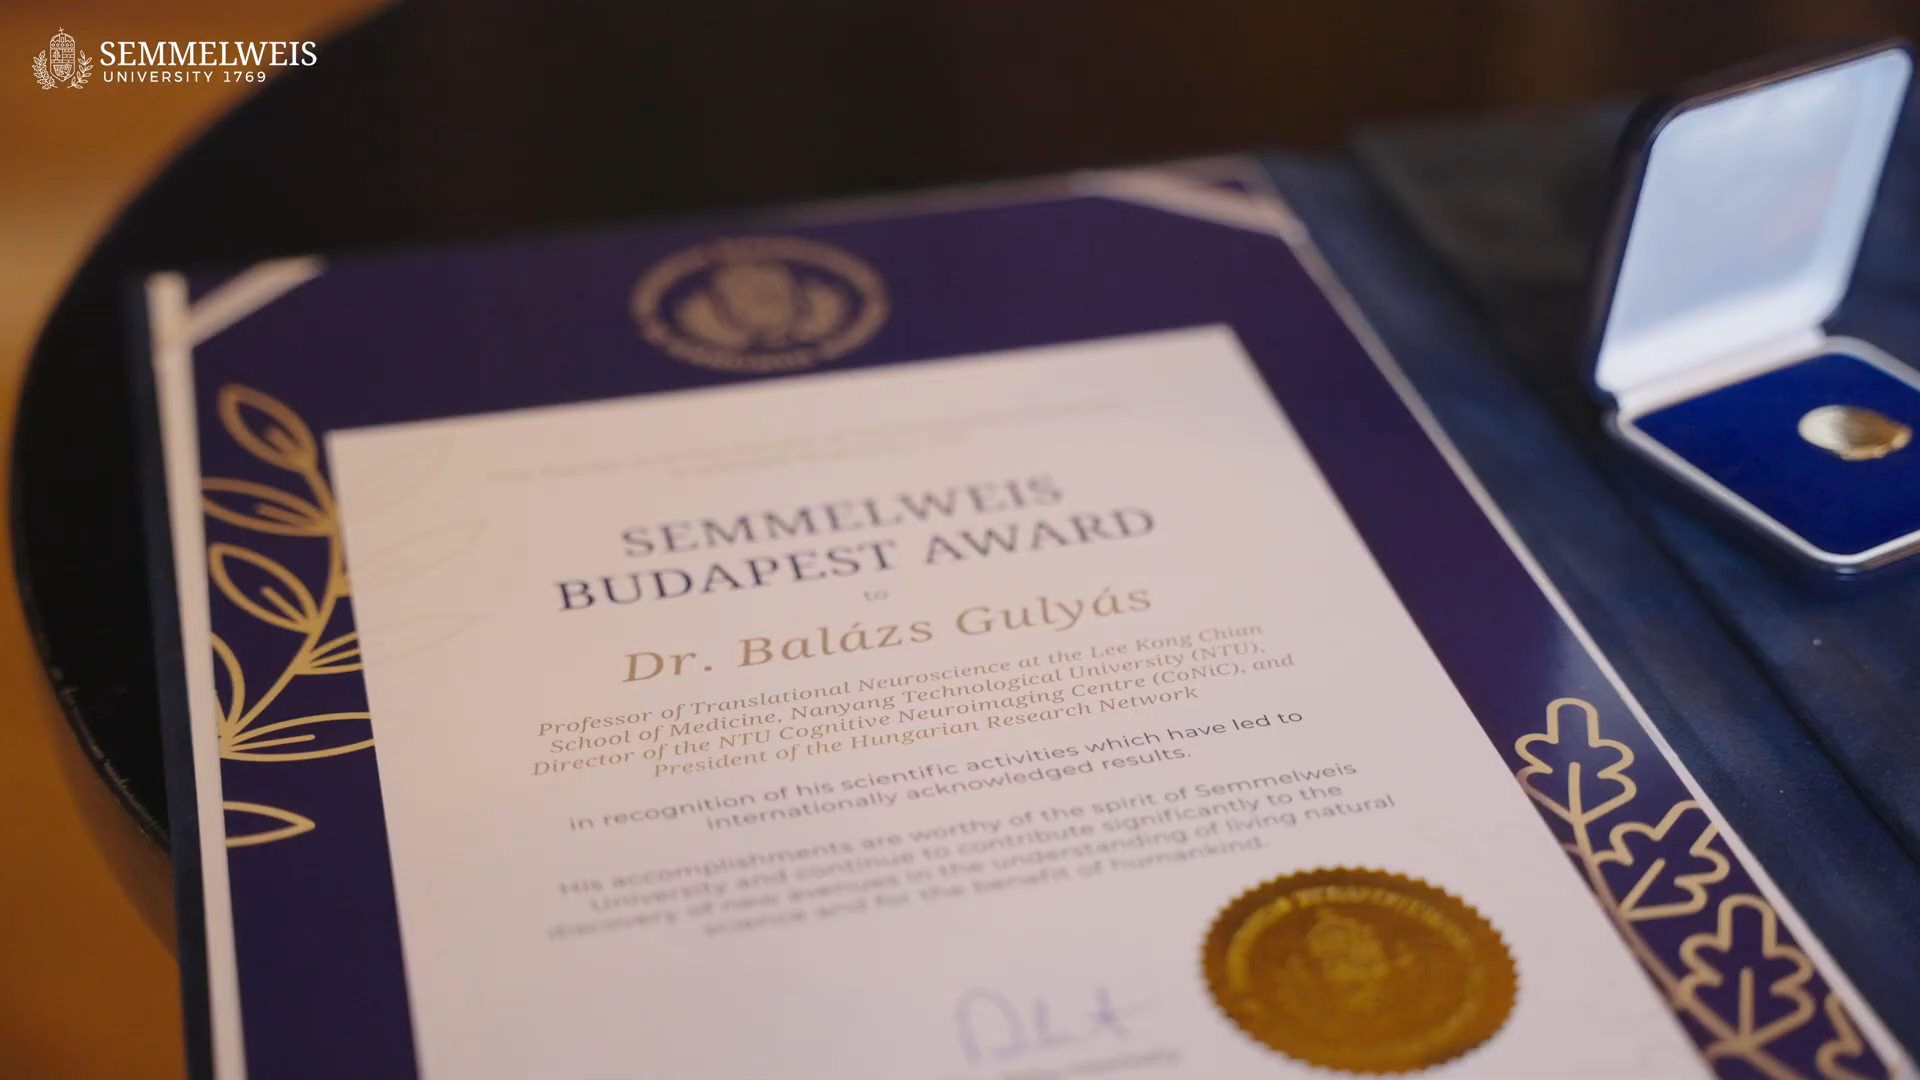 SEMMELWEIS
UNIVERSITY 1769
SEMMELWEIS
BUDAPEST AWARD
to
Dr. Balázs Gulyás
Professor of Translational Neuroscience at the Lee Kong Chian
School of Medicine, Nanyang Technological University (NTU),
Director of the NTU Cognitive Neuroimaging Centre (CoNiC), and
President of the Hungarian Research Network
in recognition of his scientific activities which have led to
internationally acknowledged results.
His accomplishments are worthy of the spirit of Semmelweis
University and continue to contribute significantly to the
discovery of new avenues in the understanding of living natural
science and for the benefit of humankind.